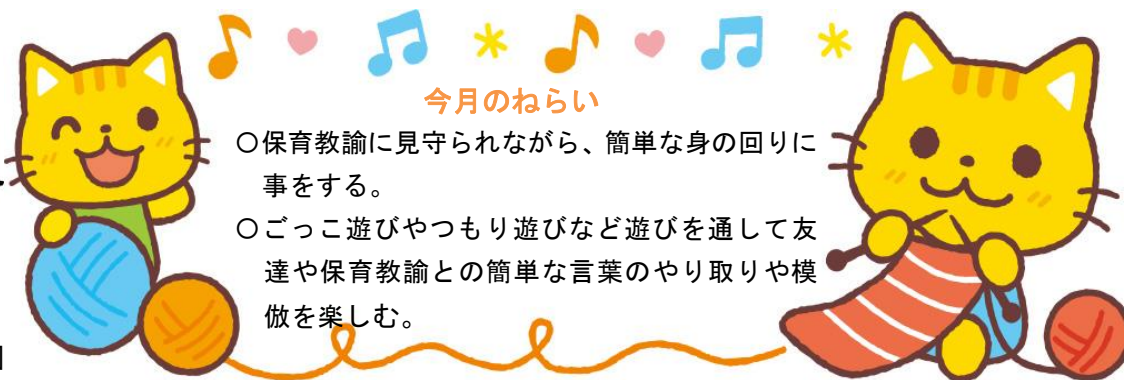 今月のねらい
〇保育教諭に見守られながら、簡単な身の回りに
事をする。
〇ごっこ遊びやつもり遊びなど遊びを通して友
達や保育教諭との簡単な言葉のやり取りや模
倣を楽しむ。